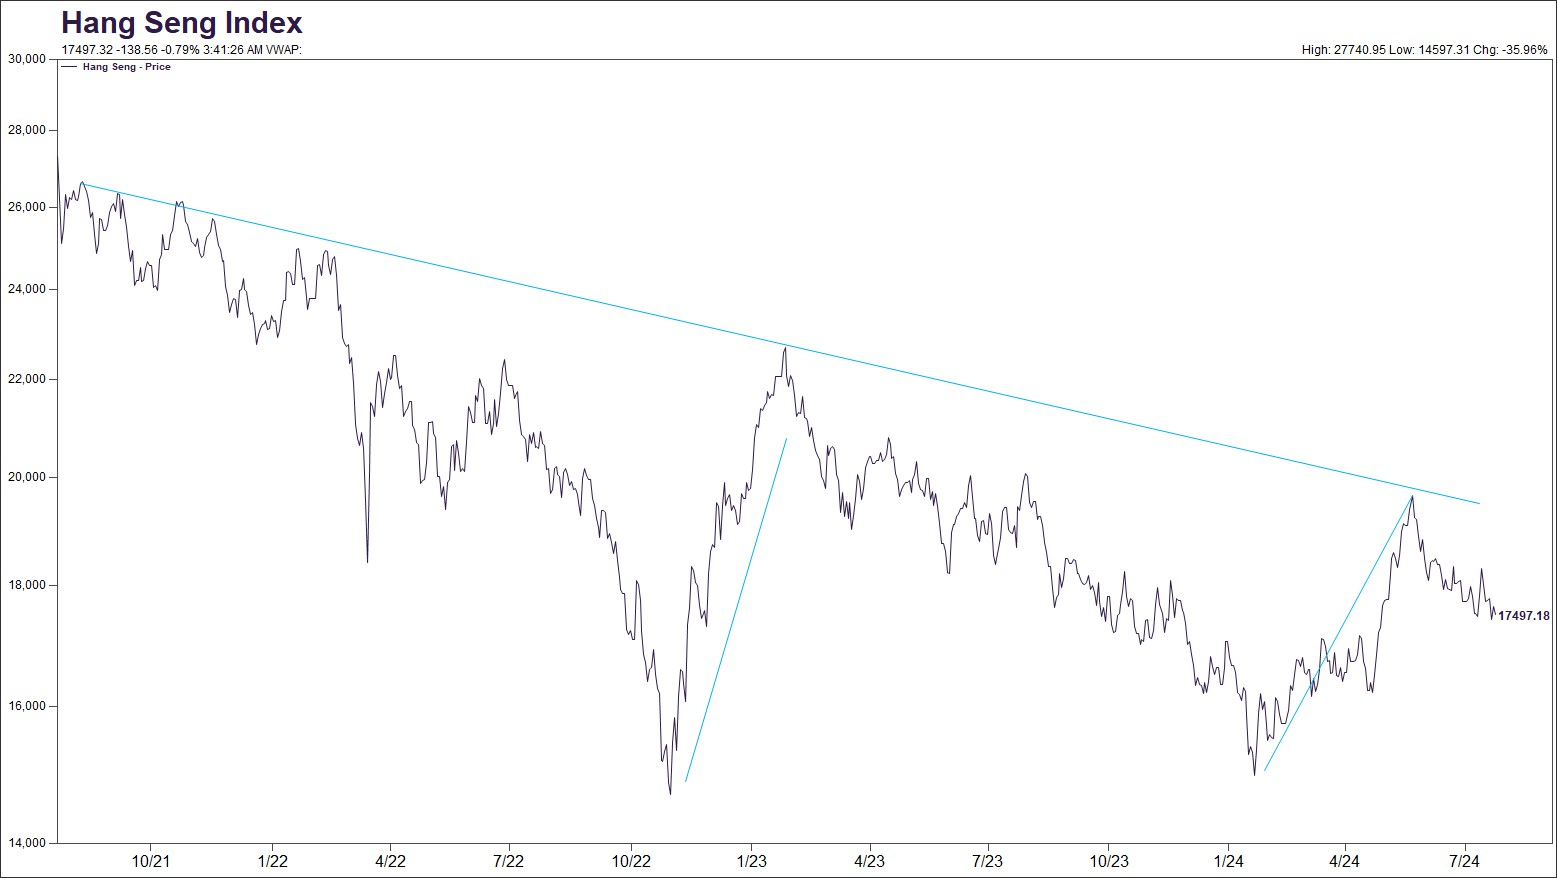 Hang Seng Index
17497.32 -138.56 -0.79% 3:41:26 AM VWAP:
High: 27740.95 Low: 14597.31 Chg: -35.96%
Hang Seng - Price
30,000
28,000
26,000
24,000
22,000
20,000
18,000
17497.18
16,000
14,000
10/21 1/22 4/22 7/22 10/22 1/23 4/23 7/23 10/23 1/24 4/24 7/24